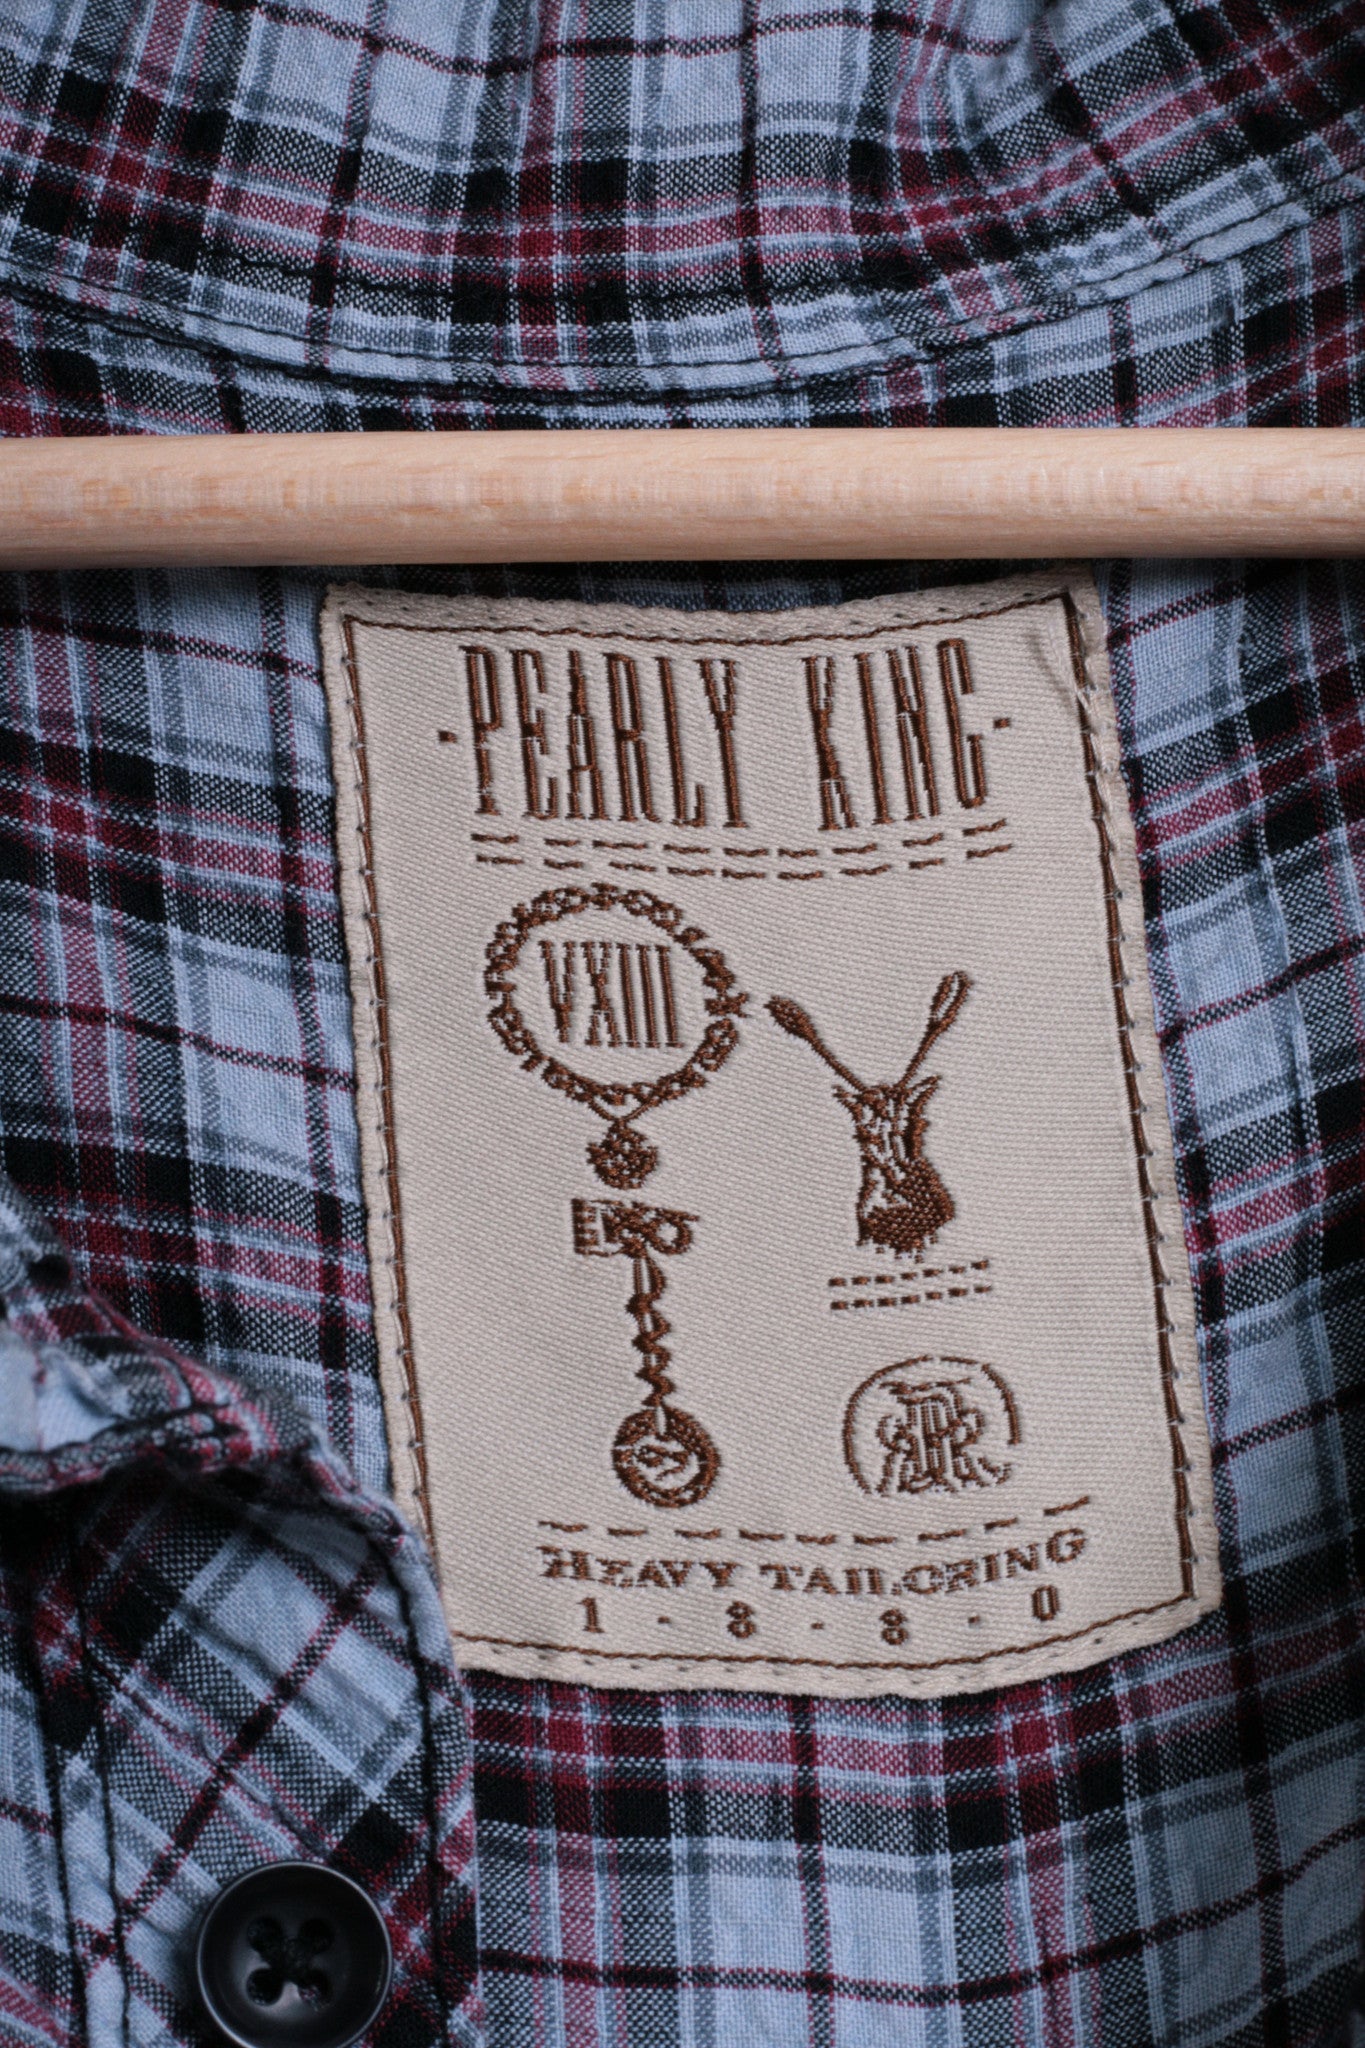 -PEARLY KING-
VXIII
HEAVY TAILORING
1-8-8-0